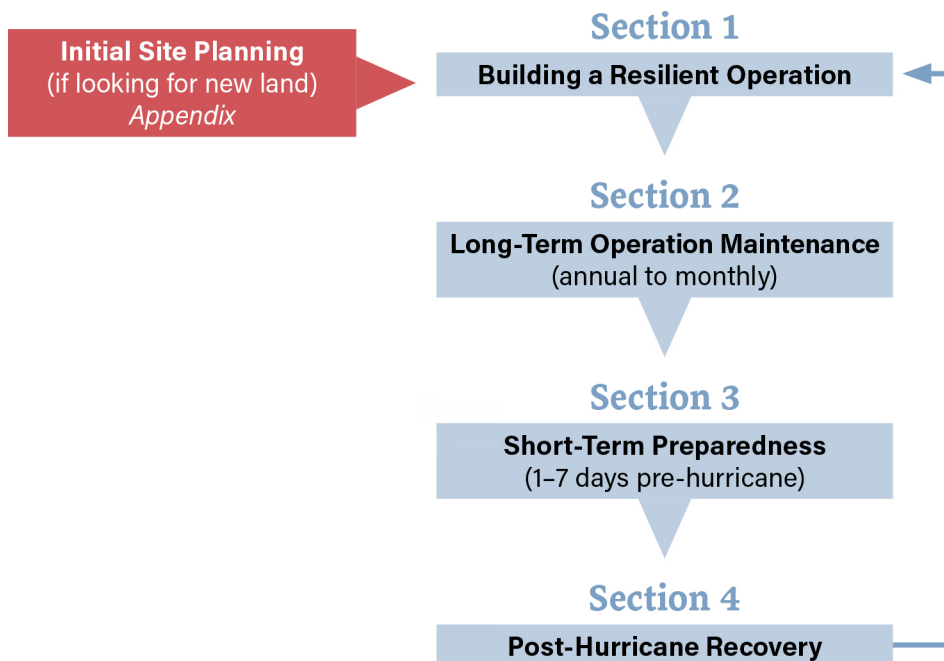 Initial Site Planning
(if looking for new land)
Appendix
Section 1
Building a Resilient Operation
Section 2
Long-Term Operation Maintenance
(annual to monthly)
Section 3
Short-Term Preparedness
(1–7 days pre-hurricane)
Section 4
Post-Hurricane Recovery